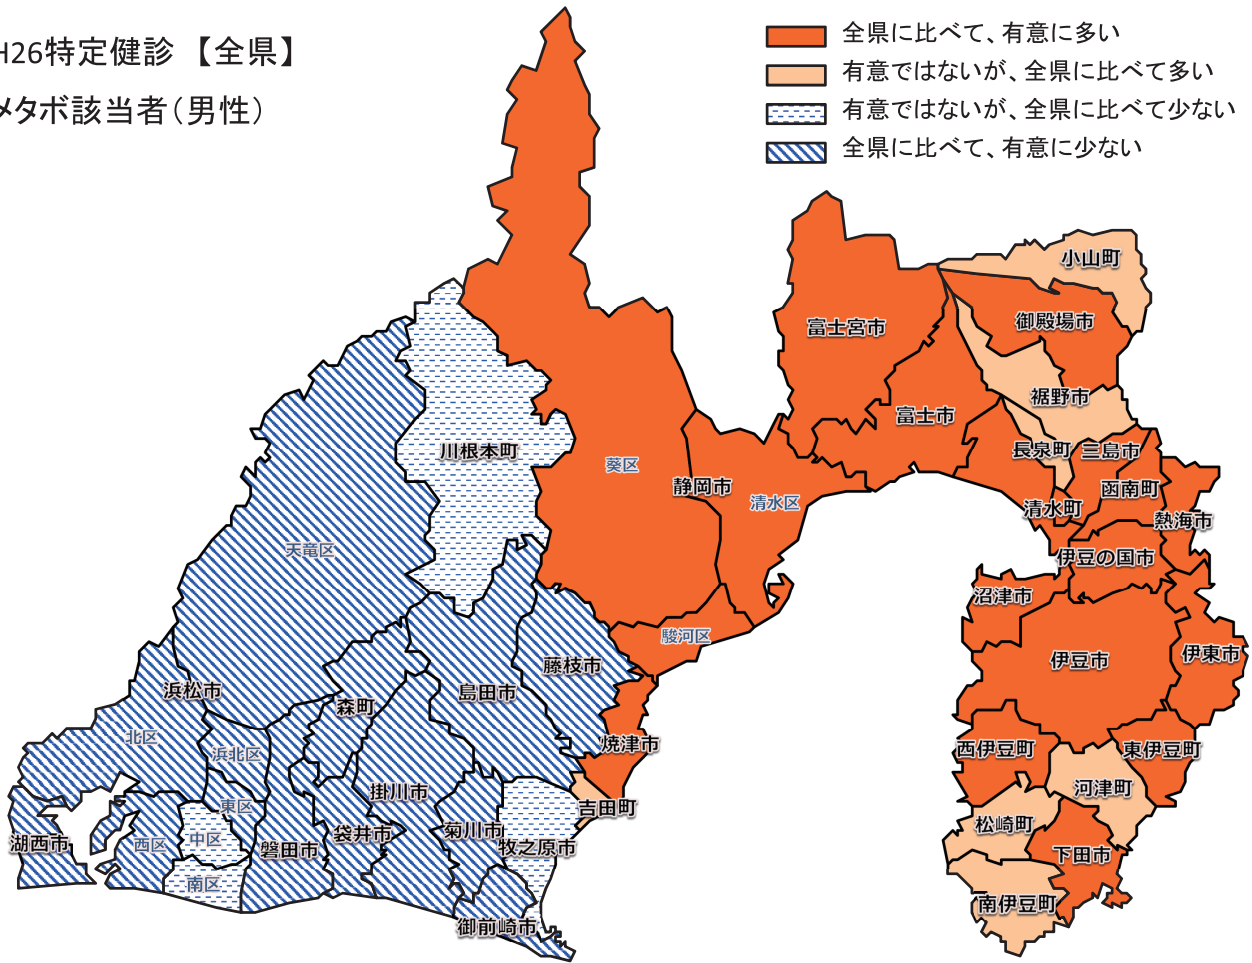 H26特定健診 【全県】
メタボ該当者（男性）
全県に比べて、有意に多い
有意ではないが、全県に比べて多い
有意ではないが、全県に比べて少ない
全県に比べて、有意に少ない
小山町
御殿場市
富士宮市
裾野市
富士市
長泉町
三島市
川根本町
葵区
静岡市
清水区
函南町
清水町
熱海市
天竜区
伊豆の国市
沼津市
駿河区
伊東市
伊豆市
藤枝市
島田市
浜松市
森町
北区
浜北区
焼津市
西伊豆町
東伊豆町
河津町
掛川市
東区
吉田町
松崎町
湖西市
西区
中区
磐田市
袋井市
菊川市
牧之原市
下田市
南区
南伊豆町
御前崎市